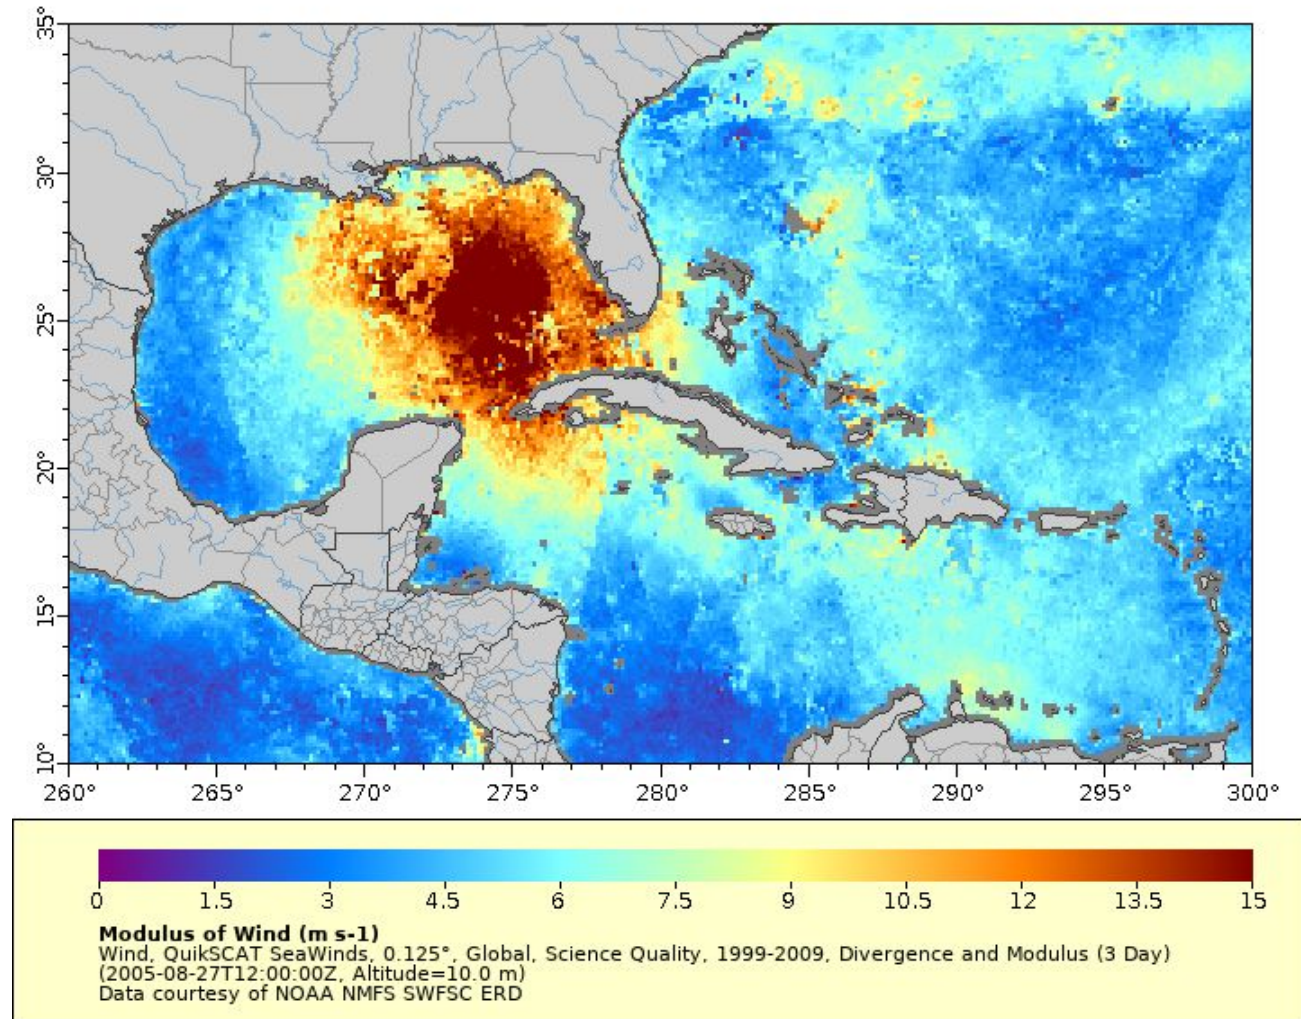 35°
30°
25°
20°
15°
10°
260° 265° 270° 275° 280° 285° 290° 295° 300°
0 1.5 3 4.5 6 7.5 9 10.5 12 13.5 15
Modulus of Wind (m s-1)
Wind, QuikSCAT SeaWinds, 0.125°, Global, Science Quality, 1999-2009, Divergence and Modulus (3 Day)
(2005-08-27T12:00:00Z, Altitude=10.0 m)
Data courtesy of NOAA NMFS SWFSC ERD